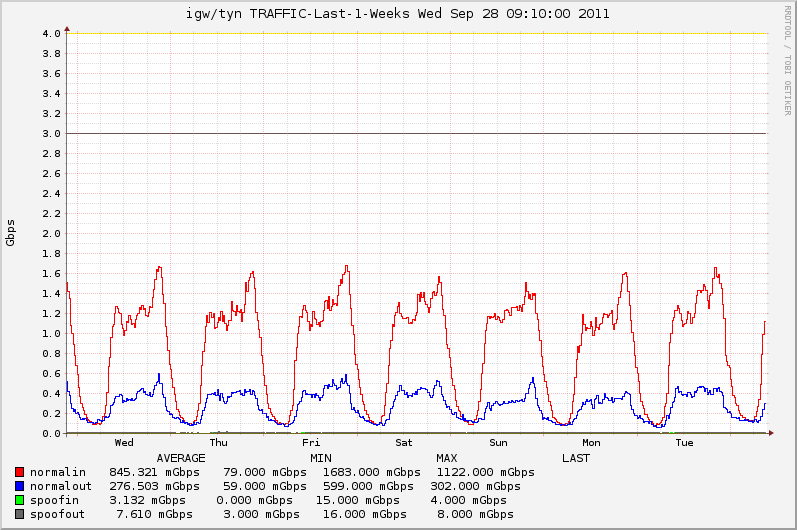 igw/tyn TRAFFIC-Last-1-Weeks Wed Sep 28 09:10:00 2011
RRDTOOL / TOBI OETIKER
Gbps
4.0
3.8
3.6
3.4
3.2
3.0
2.8
2.6
2.4
2.2
2.0
1.8
1.6
1.4
1.2
1.0
0.8
0.6
0.4
0.2
0.0
Wed Thu Fri Sat Sun Mon Tue
AVERAGE MIN MAX LAST
normalin 845.321 mGbps 79.000 mGbps 1683.000 mGbps 1122.000 mGbps
normalout 276.503 mGbps 59.000 mGbps 599.000 mGbps 302.000 mGbps
spoofin 3.132 mGbps 0.000 mGbps 15.000 mGbps 4.000 mGbps
spoofout 7.610 mGbps 3.000 mGbps 16.000 mGbps 8.000 mGbps